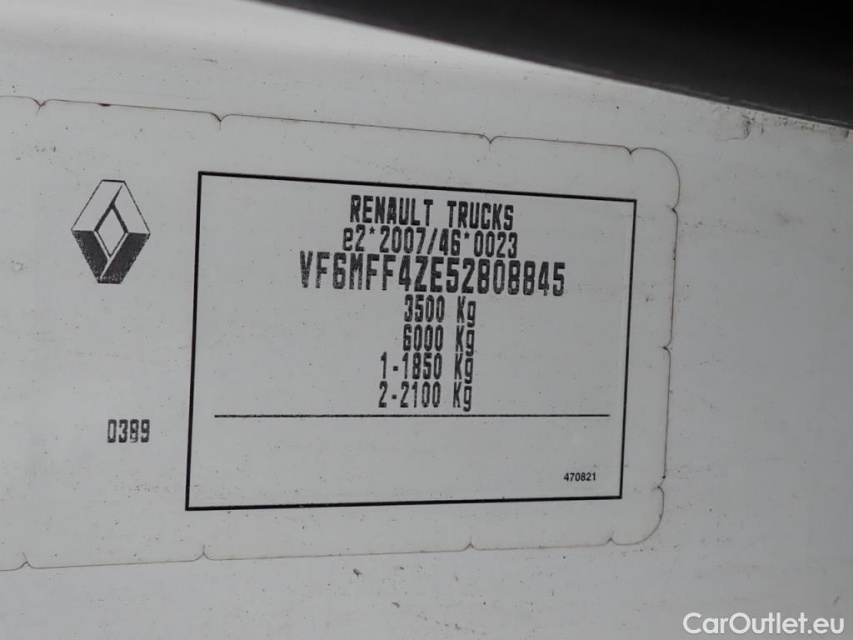 RENAULT TRUCKS
e2*2007/46*0023
VF6MFF4ZE52808845
3500 Kg
6000 Kg
1-1850 Kg
2-2100 Kg
0399
470821
CarOutlet.eu